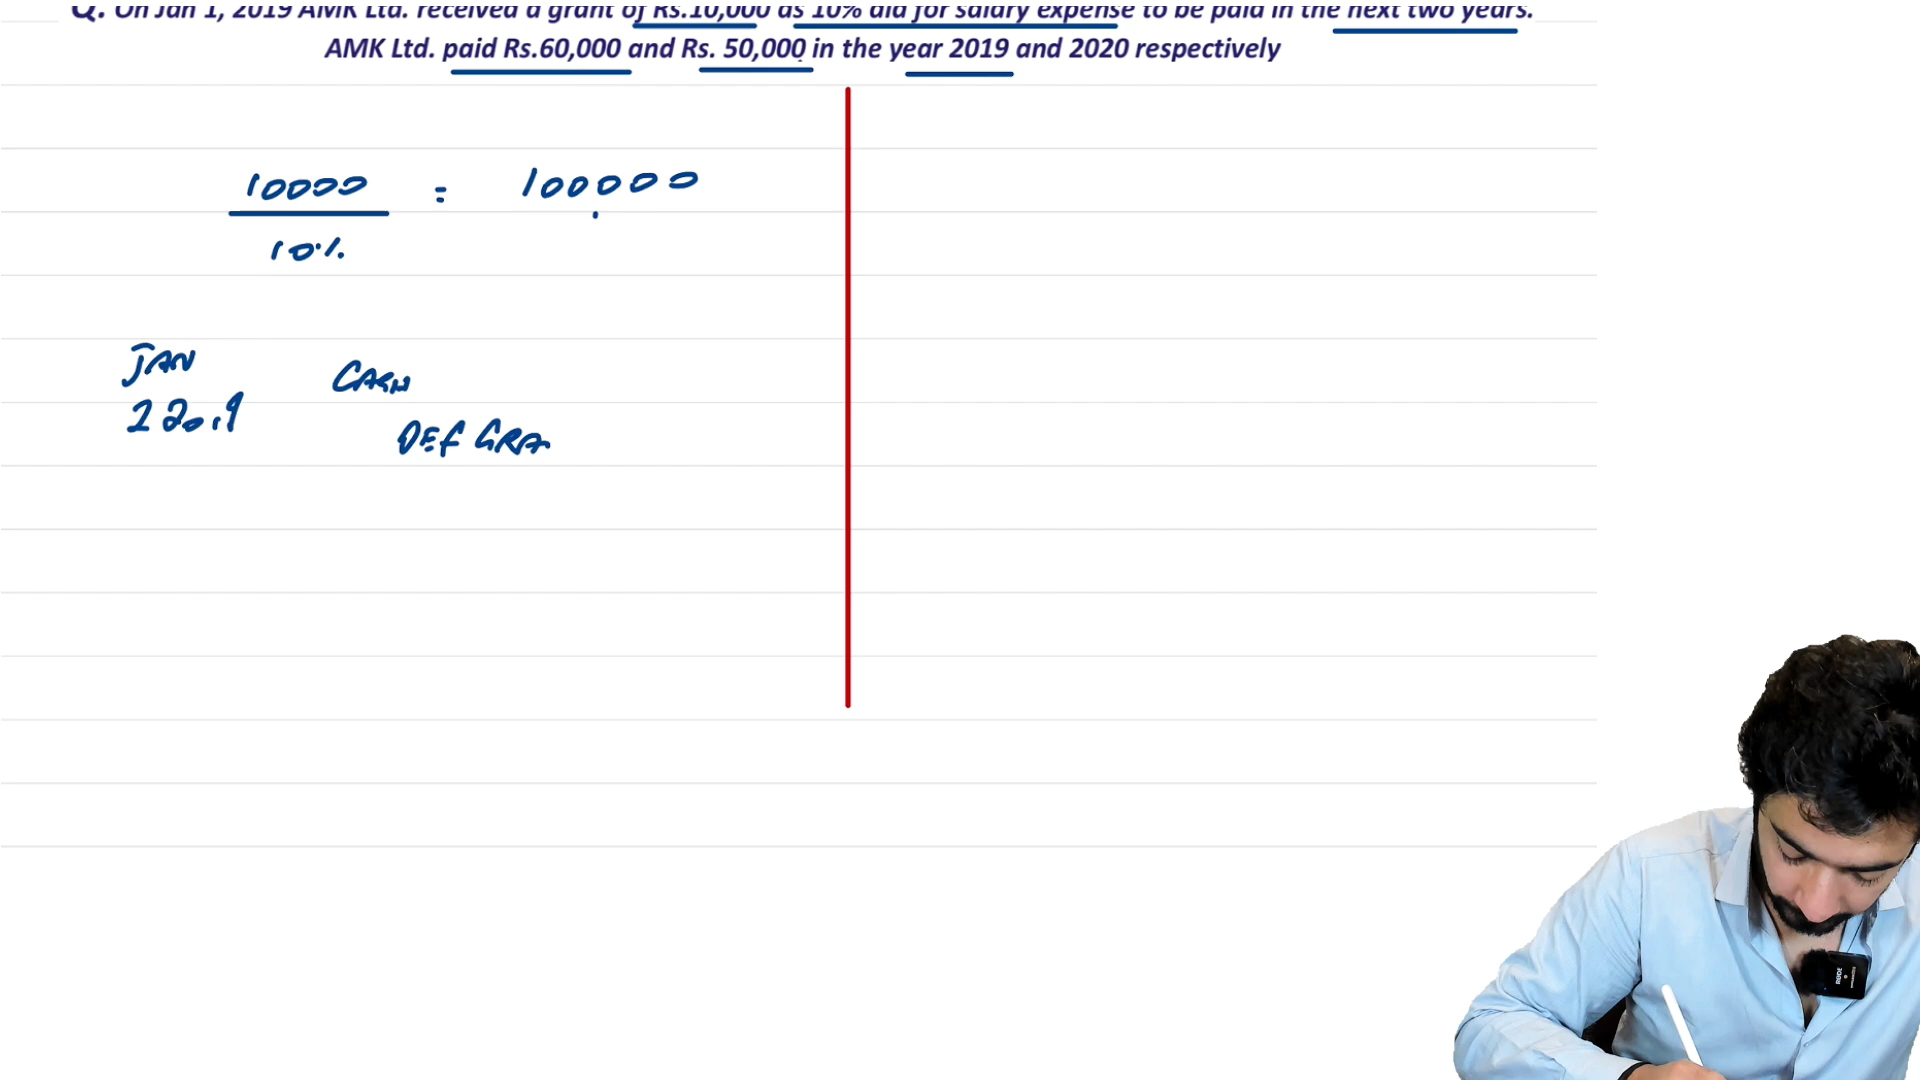 Q. On Jan 1, 2019 AMK Ltd. received a grant of Rs.10,000 as 10% aid for salary expense to be paid in the next two years.
AMK Ltd. paid Rs.60,000 and Rs. 50,000 in the year 2019 and 2020 respectively
10000 = 100000
10%
JAN CASH
1 2019
DEF GRA
RØDE